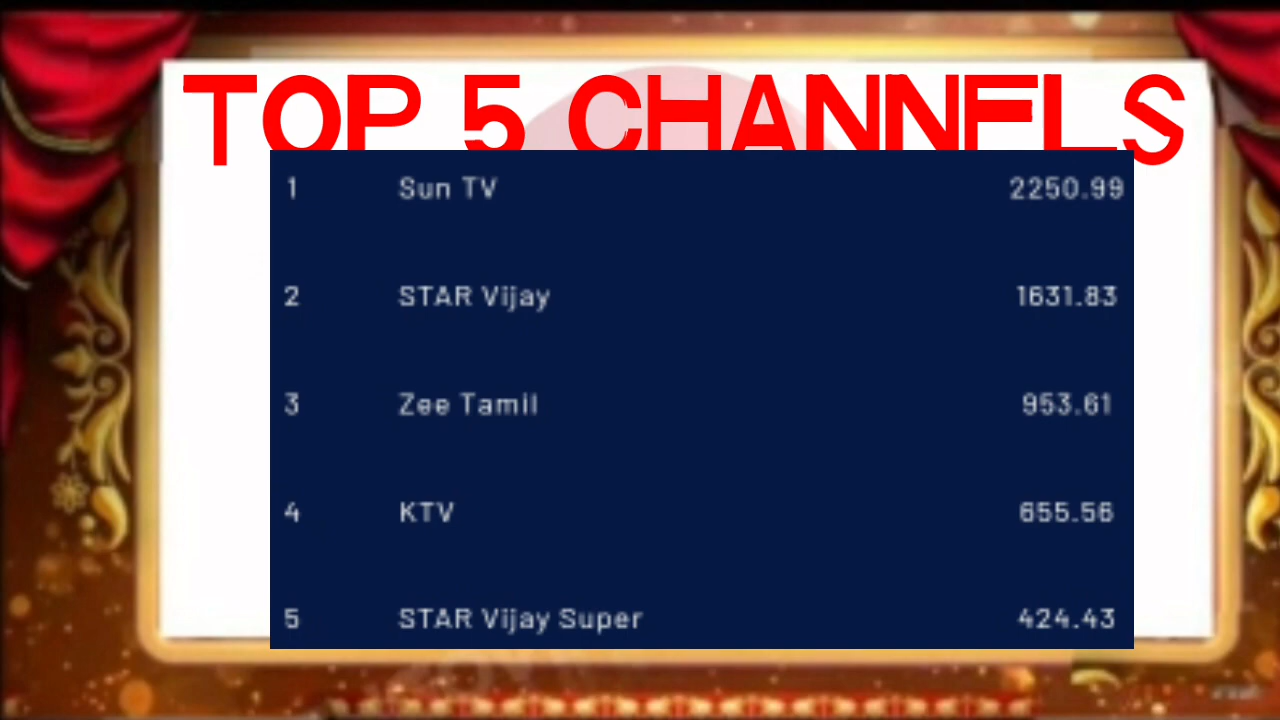 TOP 5 CHANNELS
1 Sun TV 2250.99
2 STAR Vijay 1631.83
3 Zee Tamil 953.61
4 KTV 655.56
5 STAR Vijay Super 424.43